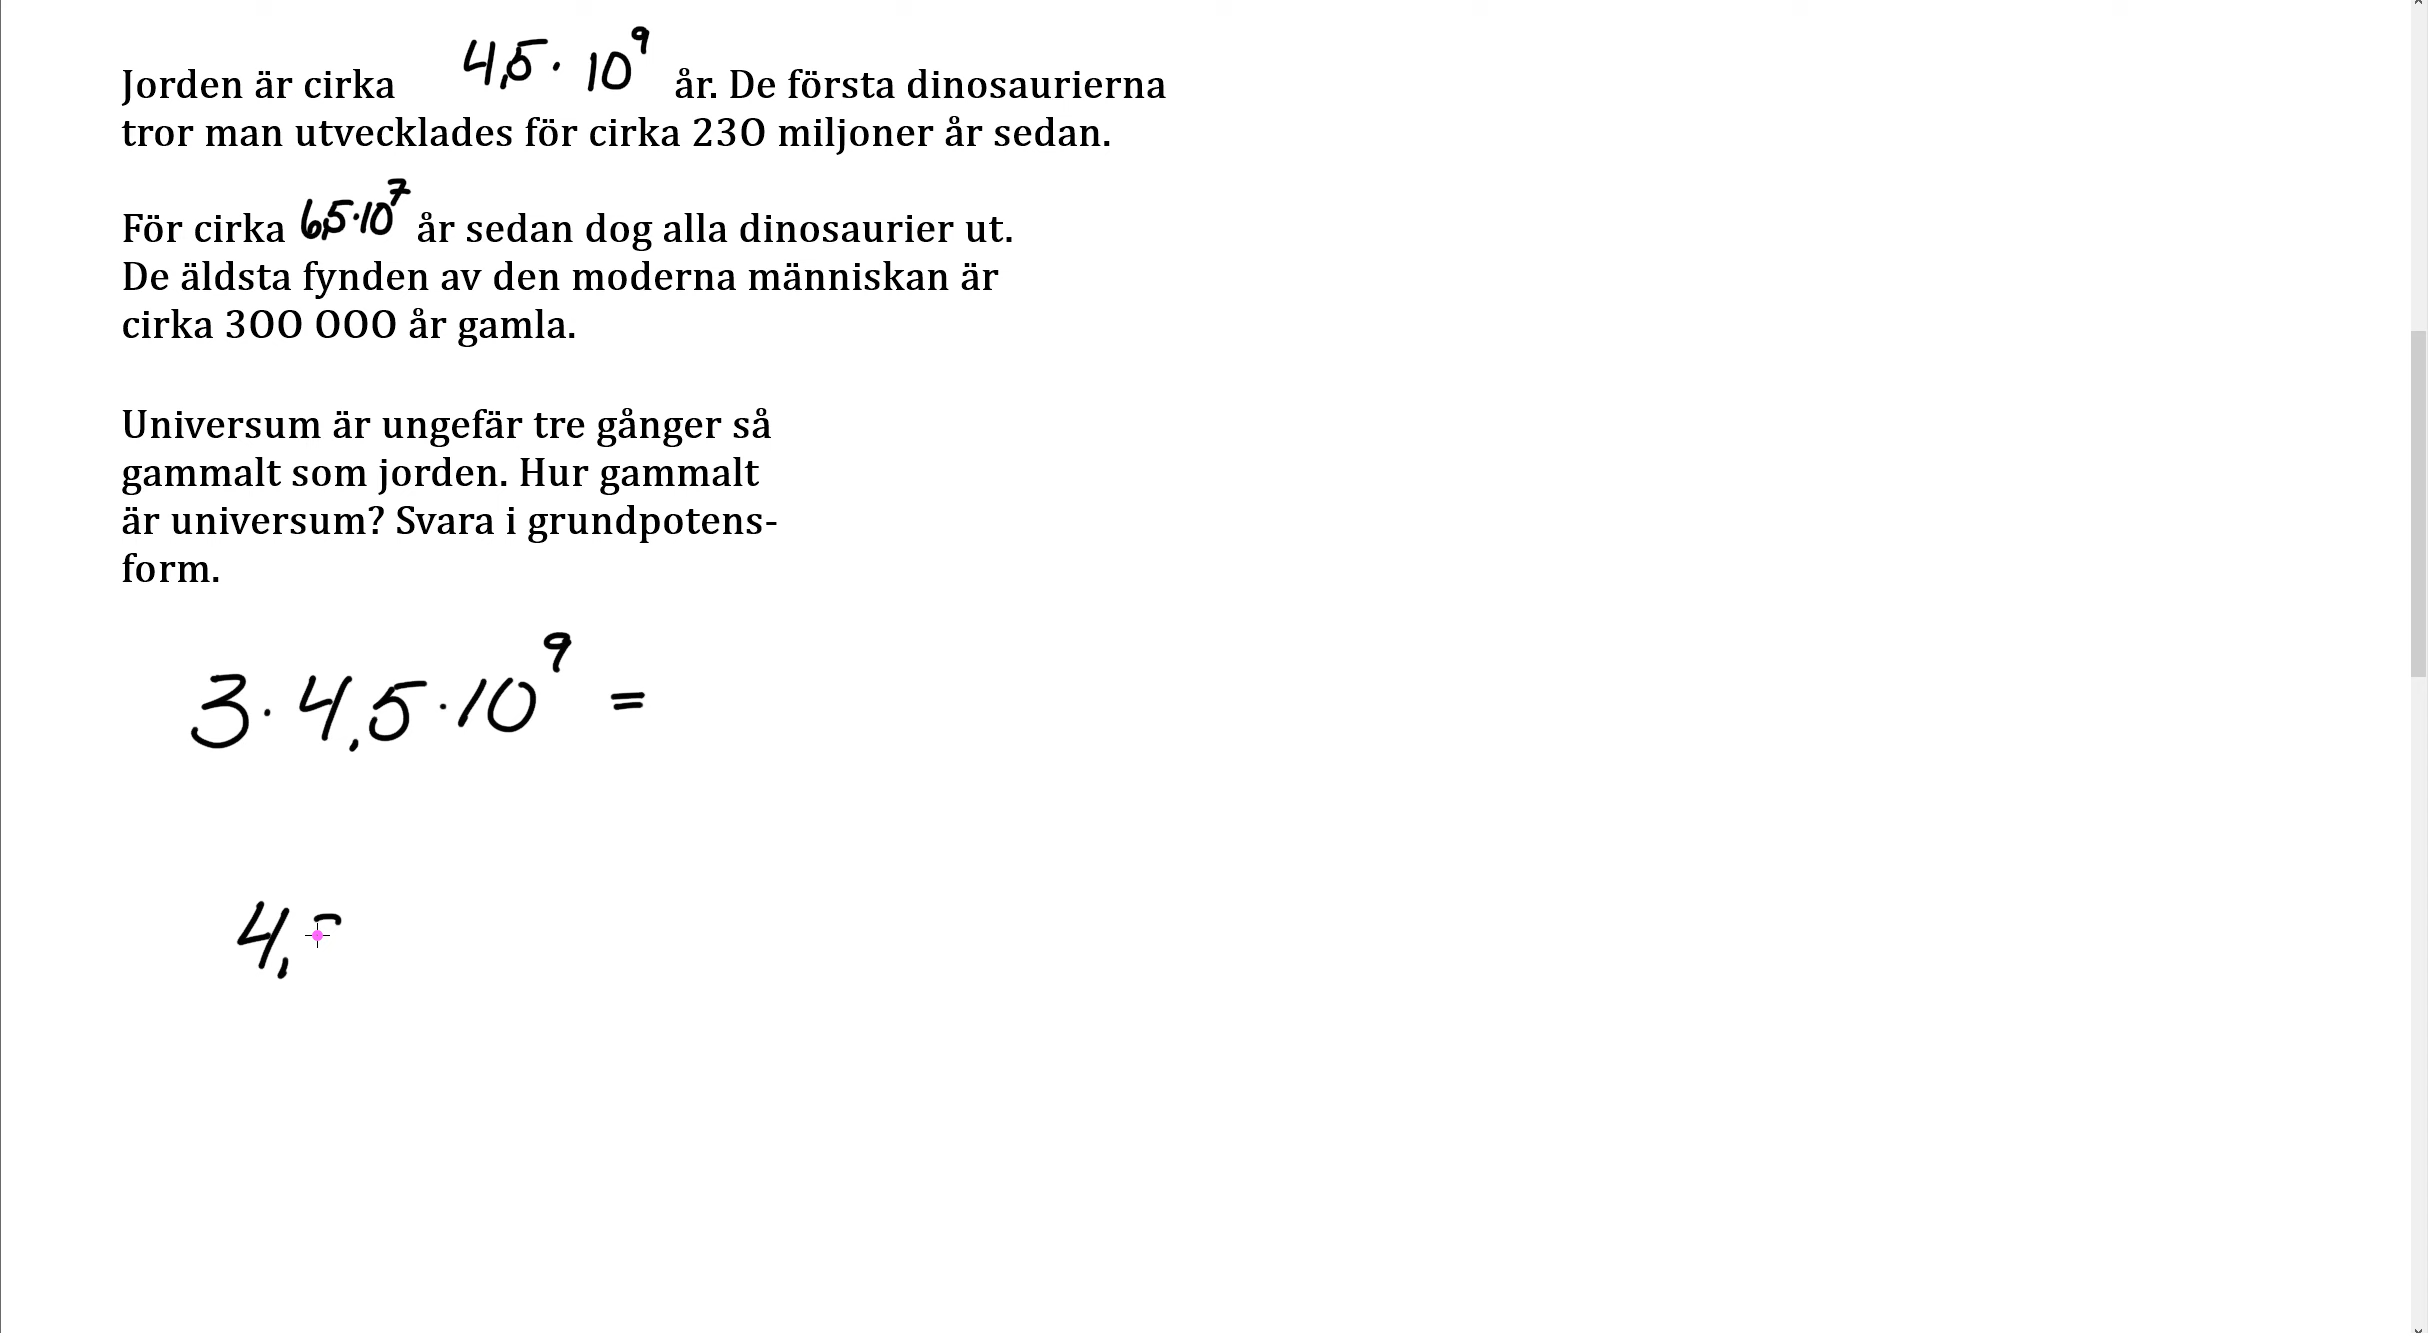 Jorden är cirka 4,5 · 10⁹ år. De första dinosaurierna
tror man utvecklades för cirka 230 miljoner år sedan.
För cirka 6,5·10⁷ år sedan dog alla dinosaurier ut.
De äldsta fynden av den moderna människan är
cirka 300 000 år gamla.
Universum är ungefär tre gånger så
gammalt som jorden. Hur gammalt
är universum? Svara i grundpotens-
form.
3 · 4,5 · 10⁹ =
4,